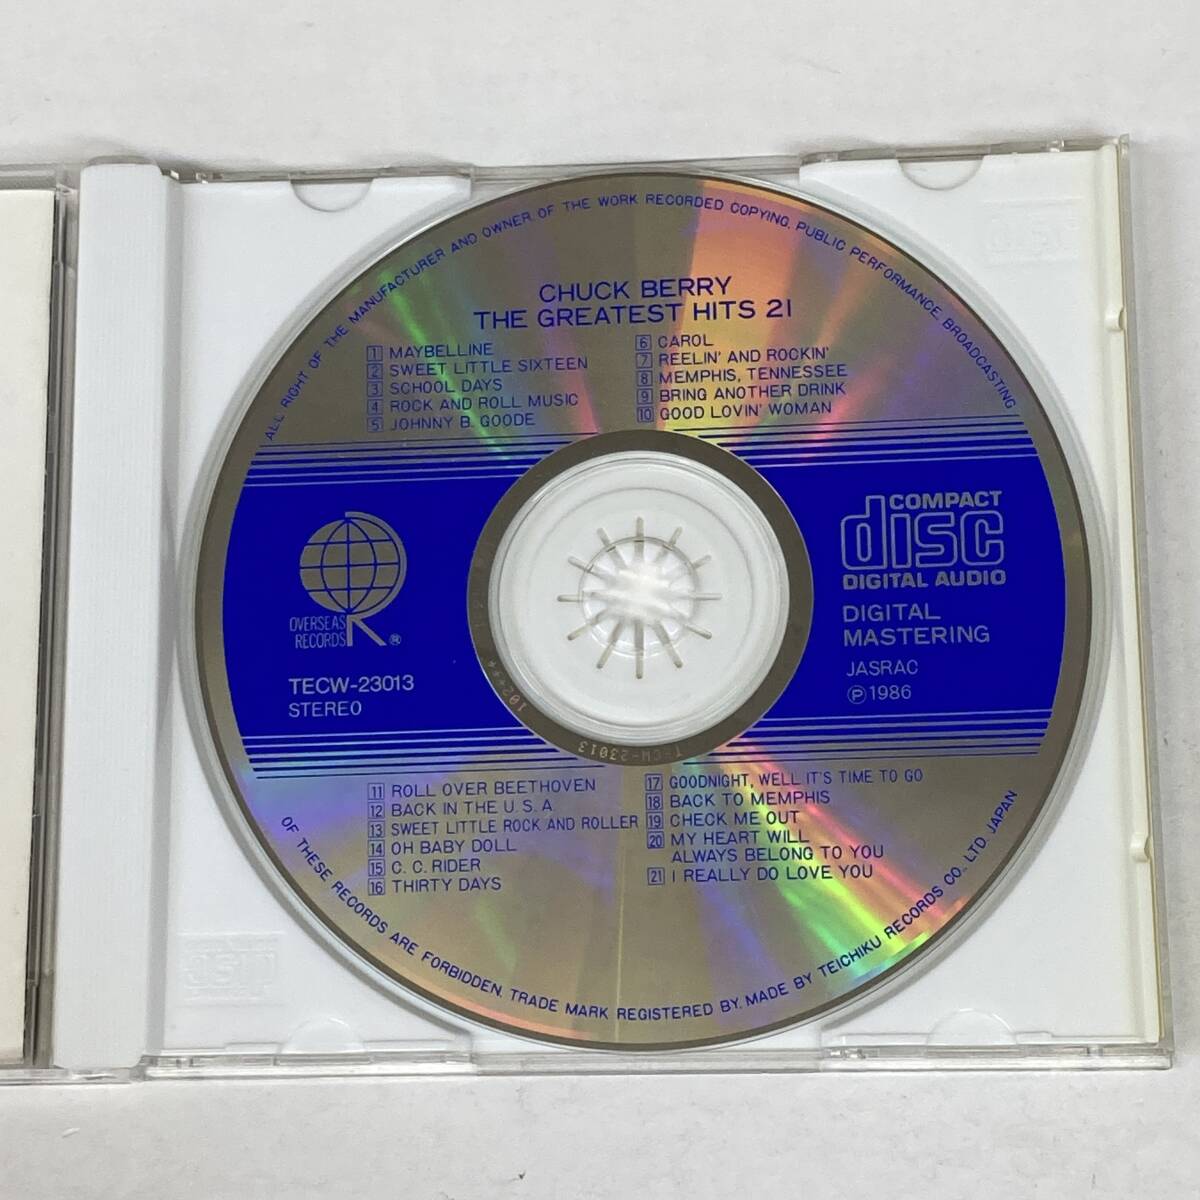 ALL RIGHT OF THE MANUFACTURER AND OWNER. OF THE WORK RECORDED COPYING, PUBLIC PERFORMANCE, BROADCASTING
CHUCK BERRY
THE GREATEST HITS 21
1 MAYBELLINE
2 SWEET LITTLE SIXTEEN
3 SCHOOL DAYS
4 ROCK AND ROLL MUSIC
5 JOHNNY B. GOODE
6 CAROL
7 REELIN' AND ROCKIN'
8 MEMPHIS, TENNESSEE
9 BRING ANOTHER DRINK
10 GOOD LOVIN' WOMAN
OVERSEAS
RECORDS R ®
TECW-23013
STEREO
COMPACT
disc
DIGITAL AUDIO
DIGITAL
MASTERING
JASRAC
Ⓟ1986
TECW-23013
11 ROLL OVER BEETHOVEN
12 BACK IN THE U.S.A
13 SWEET LITTLE ROCK AND ROLLER
14 OH BABY DOLL
15 C. C. RIDER
16 THIRTY DAYS
17 GOODNIGHT, WELL IT'S TIME TO GO
18 BACK TO MEMPHIS
19 CHECK ME OUT
20 MY HEART WILL
ALWAYS BELONG TO YOU
21 I REALLY DO LOVE YOU
OF THESE RECORDS ARE FORBIDDEN. TRADE MARK REGISTERED BY. MADE BY TEICHIKU RECORDS CO., LTD. JAPAN